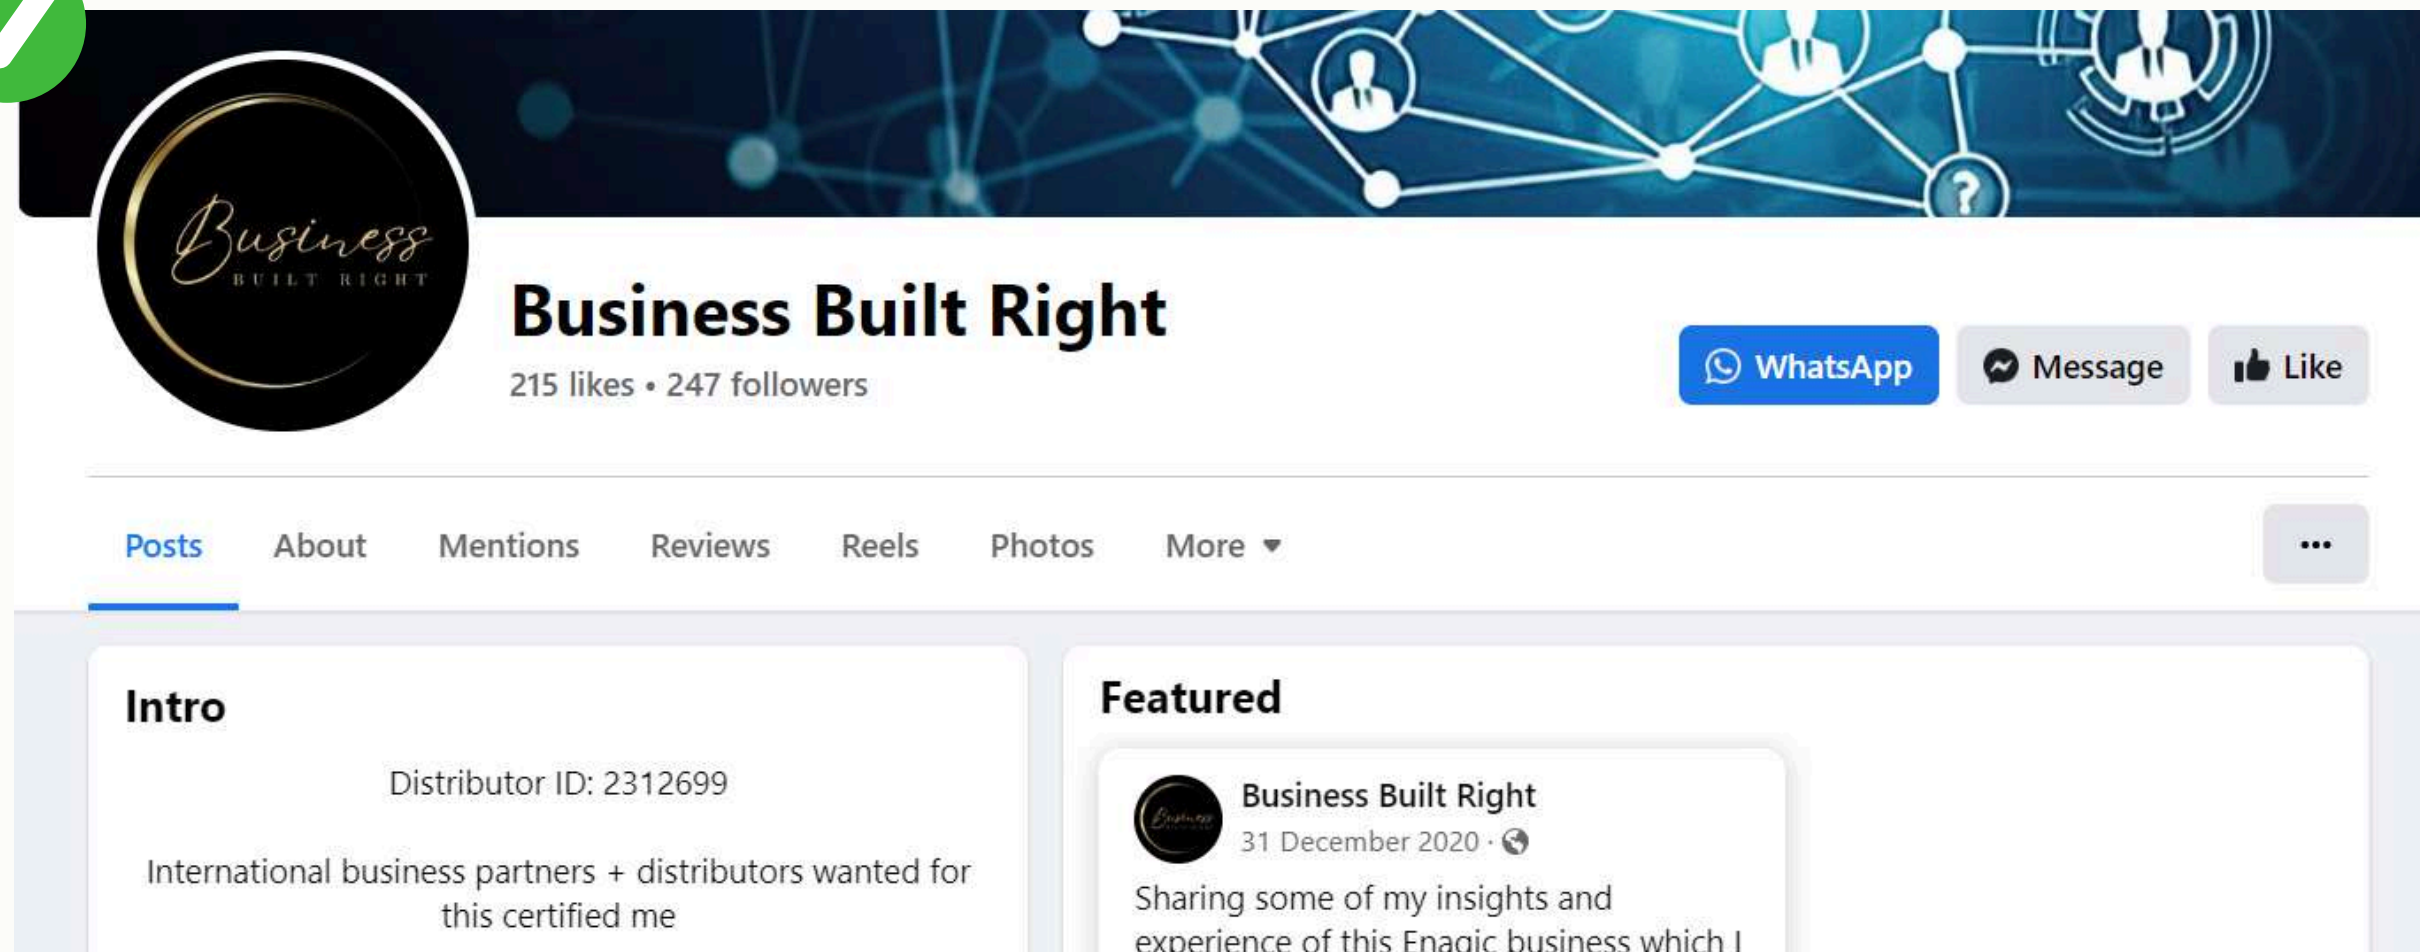 Business
BUILT RIGHT
Business Built Right
215 likes • 247 followers
WhatsApp
Message
Like
Posts
About
Mentions
Reviews
Reels
Photos
More
Intro
Distributor ID: 2312699
International business partners + distributors wanted for
this certified me
Featured
Business
Business Built Right
31 December 2020 ·
Sharing some of my insights and
experience of this Enagic business which I